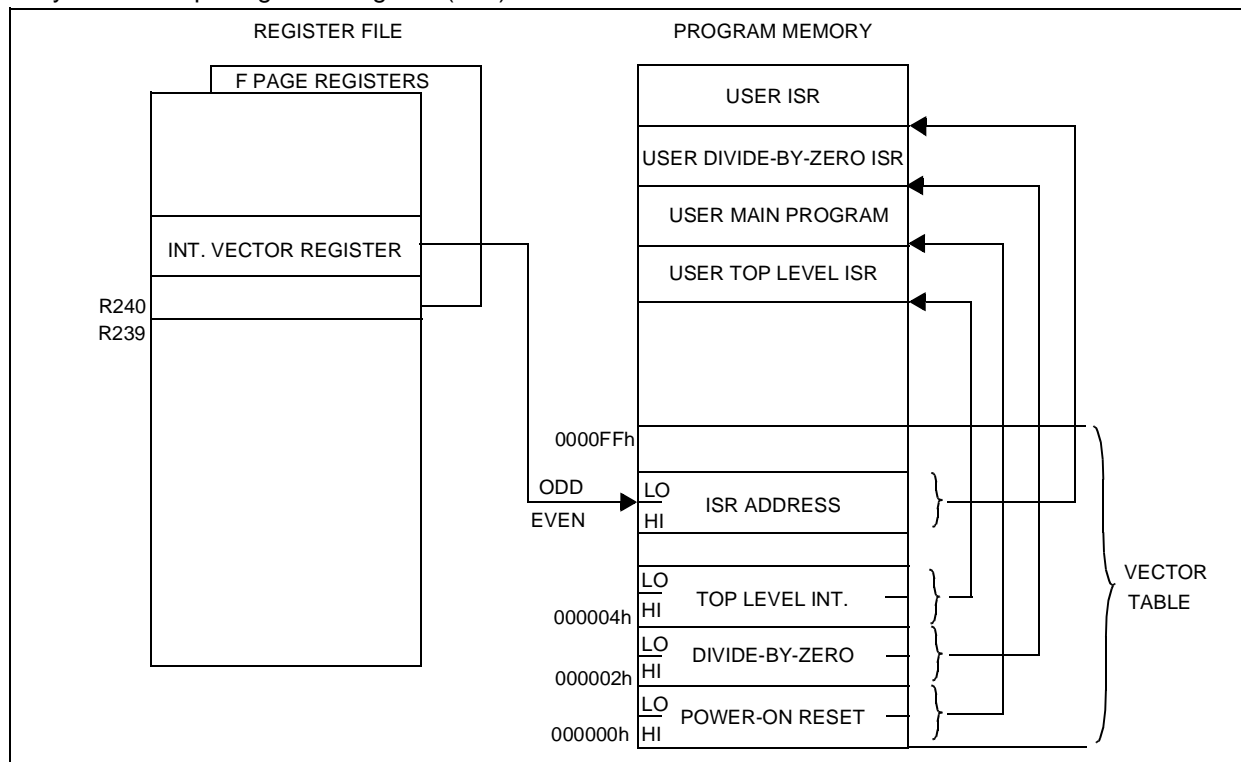 REGISTER FILE
PROGRAM MEMORY
F PAGE REGISTERS
INT. VECTOR REGISTER
R240
R239
USER ISR
USER DIVIDE-BY-ZERO ISR
USER MAIN PROGRAM
USER TOP LEVEL ISR
0000FFh
ODD
EVEN
LO
HI
ISR ADDRESS
LO
HI
TOP LEVEL INT.
000004h
LO
HI
DIVIDE-BY-ZERO
000002h
LO
HI
POWER-ON RESET
000000h
VECTOR
TABLE